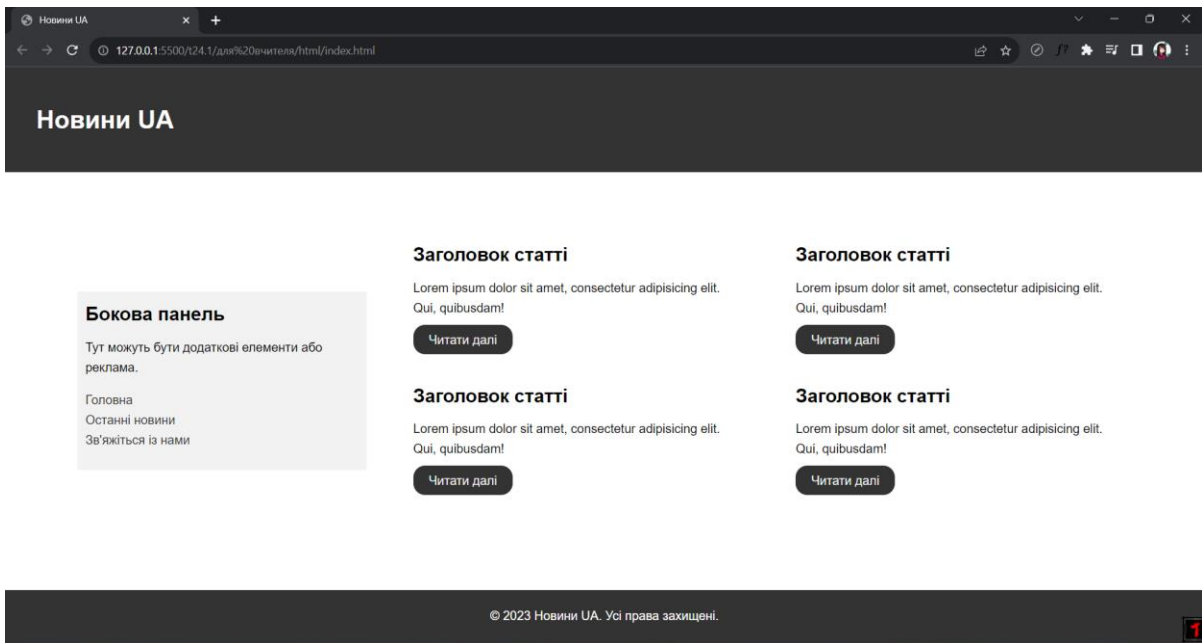 Новини UA
127.0.0.1:5500/t24.1/для%20вчителя/html/index.html
Новини UA
Бокова панель
Тут можуть бути додаткові елементи або
реклама.
Головна
Останні новини
Зв'яжіться із нами
Заголовок статті
Lorem ipsum dolor sit amet, consectetur adipisicing elit.
Qui, quibusdam!
Читати далі
Заголовок статті
Lorem ipsum dolor sit amet, consectetur adipisicing elit.
Qui, quibusdam!
Читати далі
Заголовок статті
Lorem ipsum dolor sit amet, consectetur adipisicing elit.
Qui, quibusdam!
Читати далі
Заголовок статті
Lorem ipsum dolor sit amet, consectetur adipisicing elit.
Qui, quibusdam!
Читати далі
© 2023 Новини UA. Усі права захищені.